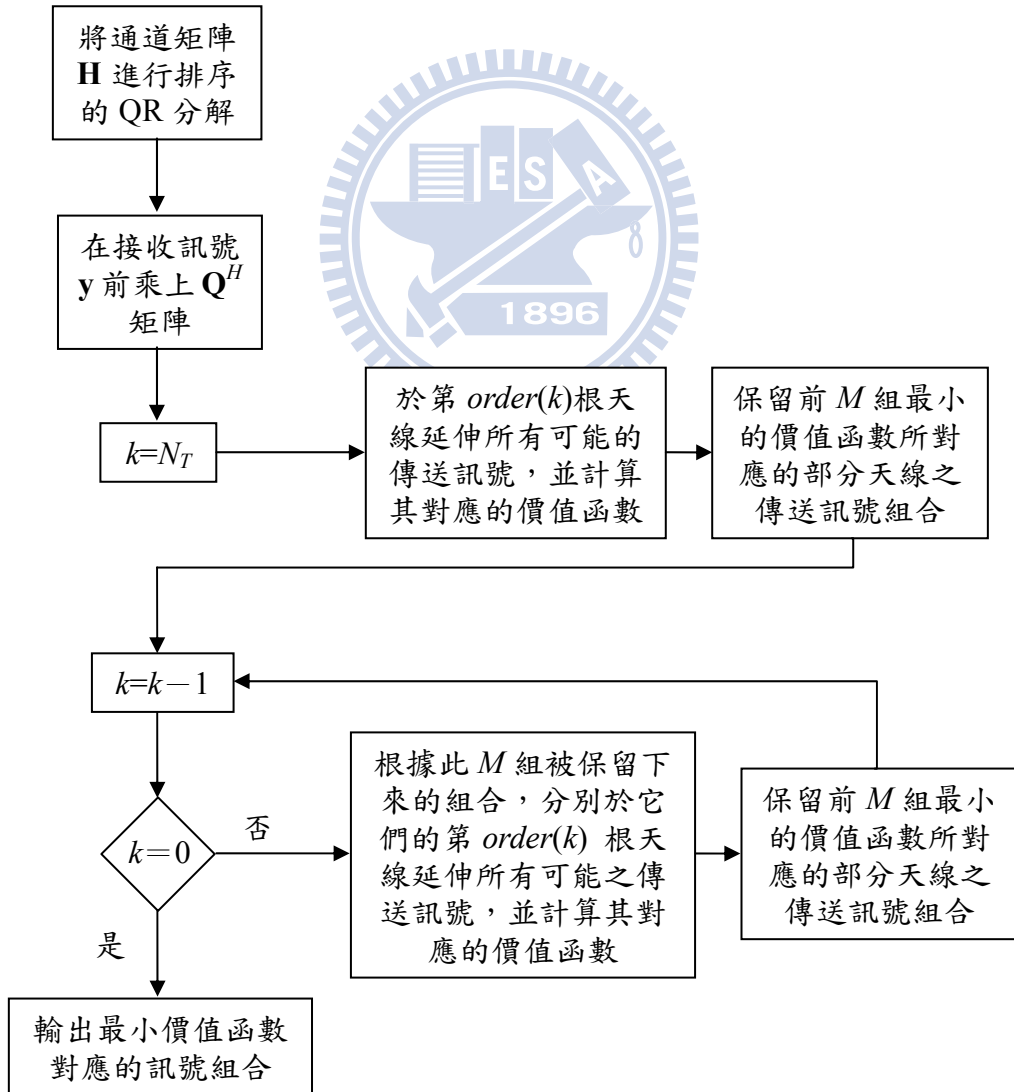 將通道矩陣
H 進行排序
的 QR 分解
在接收訊號
y 前乘上 Q^H
矩陣
k=N_T
於第 order(k)根天
線延伸所有可能的
傳送訊號，並計算
其對應的價值函數
保留前 M 組最小
的價值函數所對
應的部分天線之
傳送訊號組合
k=k－1
k＝0
否
是
根據此 M 組被保留下
來的組合，分別於它
們的第 order(k) 根天
線延伸所有可能之傳
送訊號，並計算其對
應的價值函數
保留前 M 組最小
的價值函數所對
應的部分天線之
傳送訊號組合
輸出最小價值函數
對應的訊號組合
E S A
8
1896